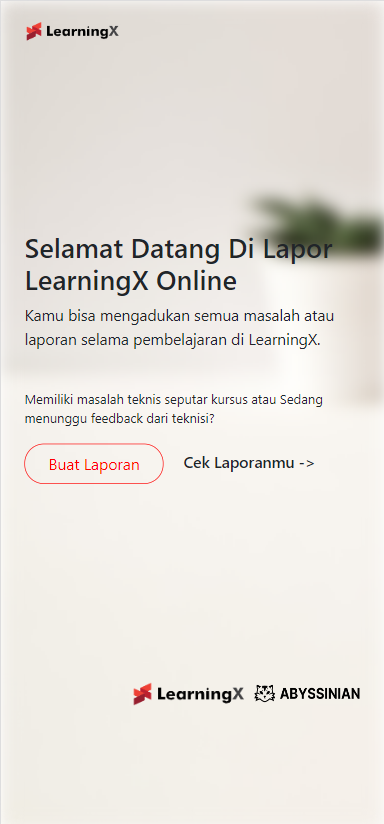 LearningX
Selamat Datang Di Lapor
LearningX Online
Kamu bisa mengadukan semua masalah atau
laporan selama pembelajaran di LearningX.
Memiliki masalah teknis seputar kursus atau Sedang
menunggu feedback dari teknisi?
Buat Laporan Cek Laporanmu ->
LearningX ABYSSINIAN